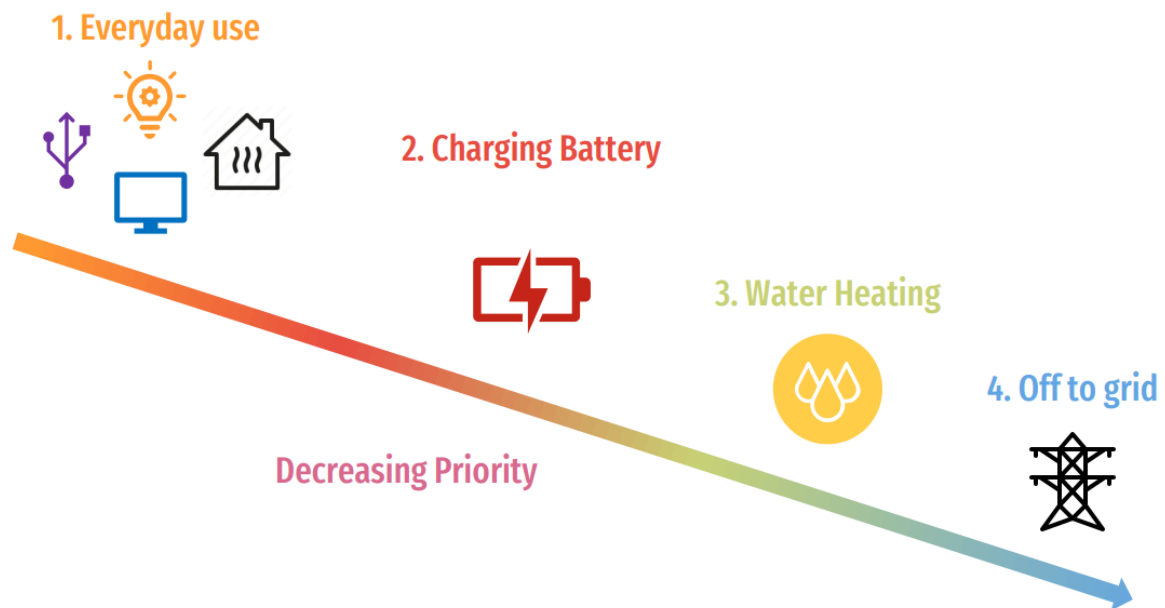 1. Everyday use
2. Charging Battery
3. Water Heating
4. Off to grid
Decreasing Priority